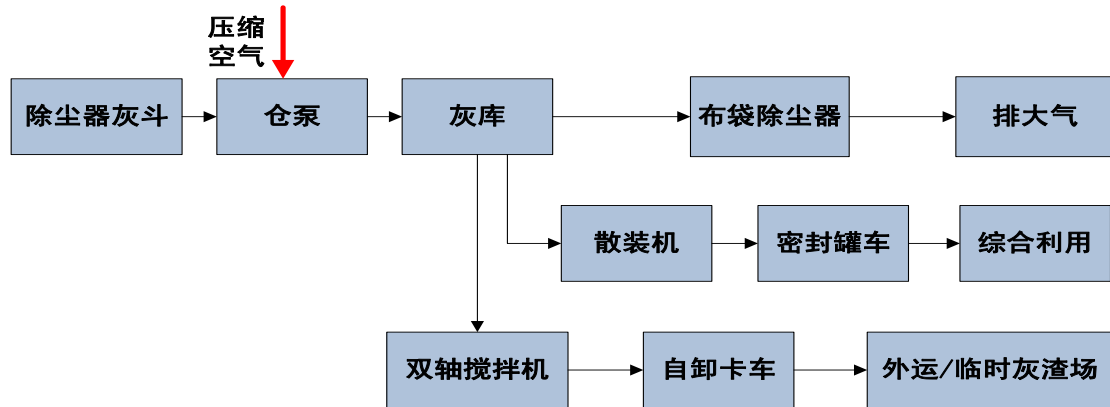 压缩
空气
除尘器灰斗
仓泵
灰库
布袋除尘器
排大气
散装机
密封罐车
综合利用
双轴搅拌机
自卸卡车
外运/临时灰渣场